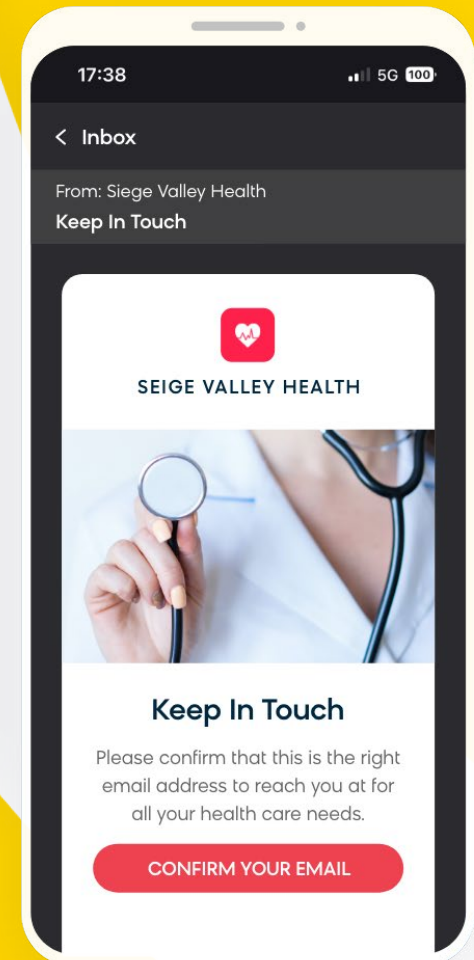 17:38 5G 100
< Inbox
From: Siege Valley Health
Keep In Touch
SEIGE VALLEY HEALTH
Keep In Touch
Please confirm that this is the right
email address to reach you at for
all your health care needs.
CONFIRM YOUR EMAIL